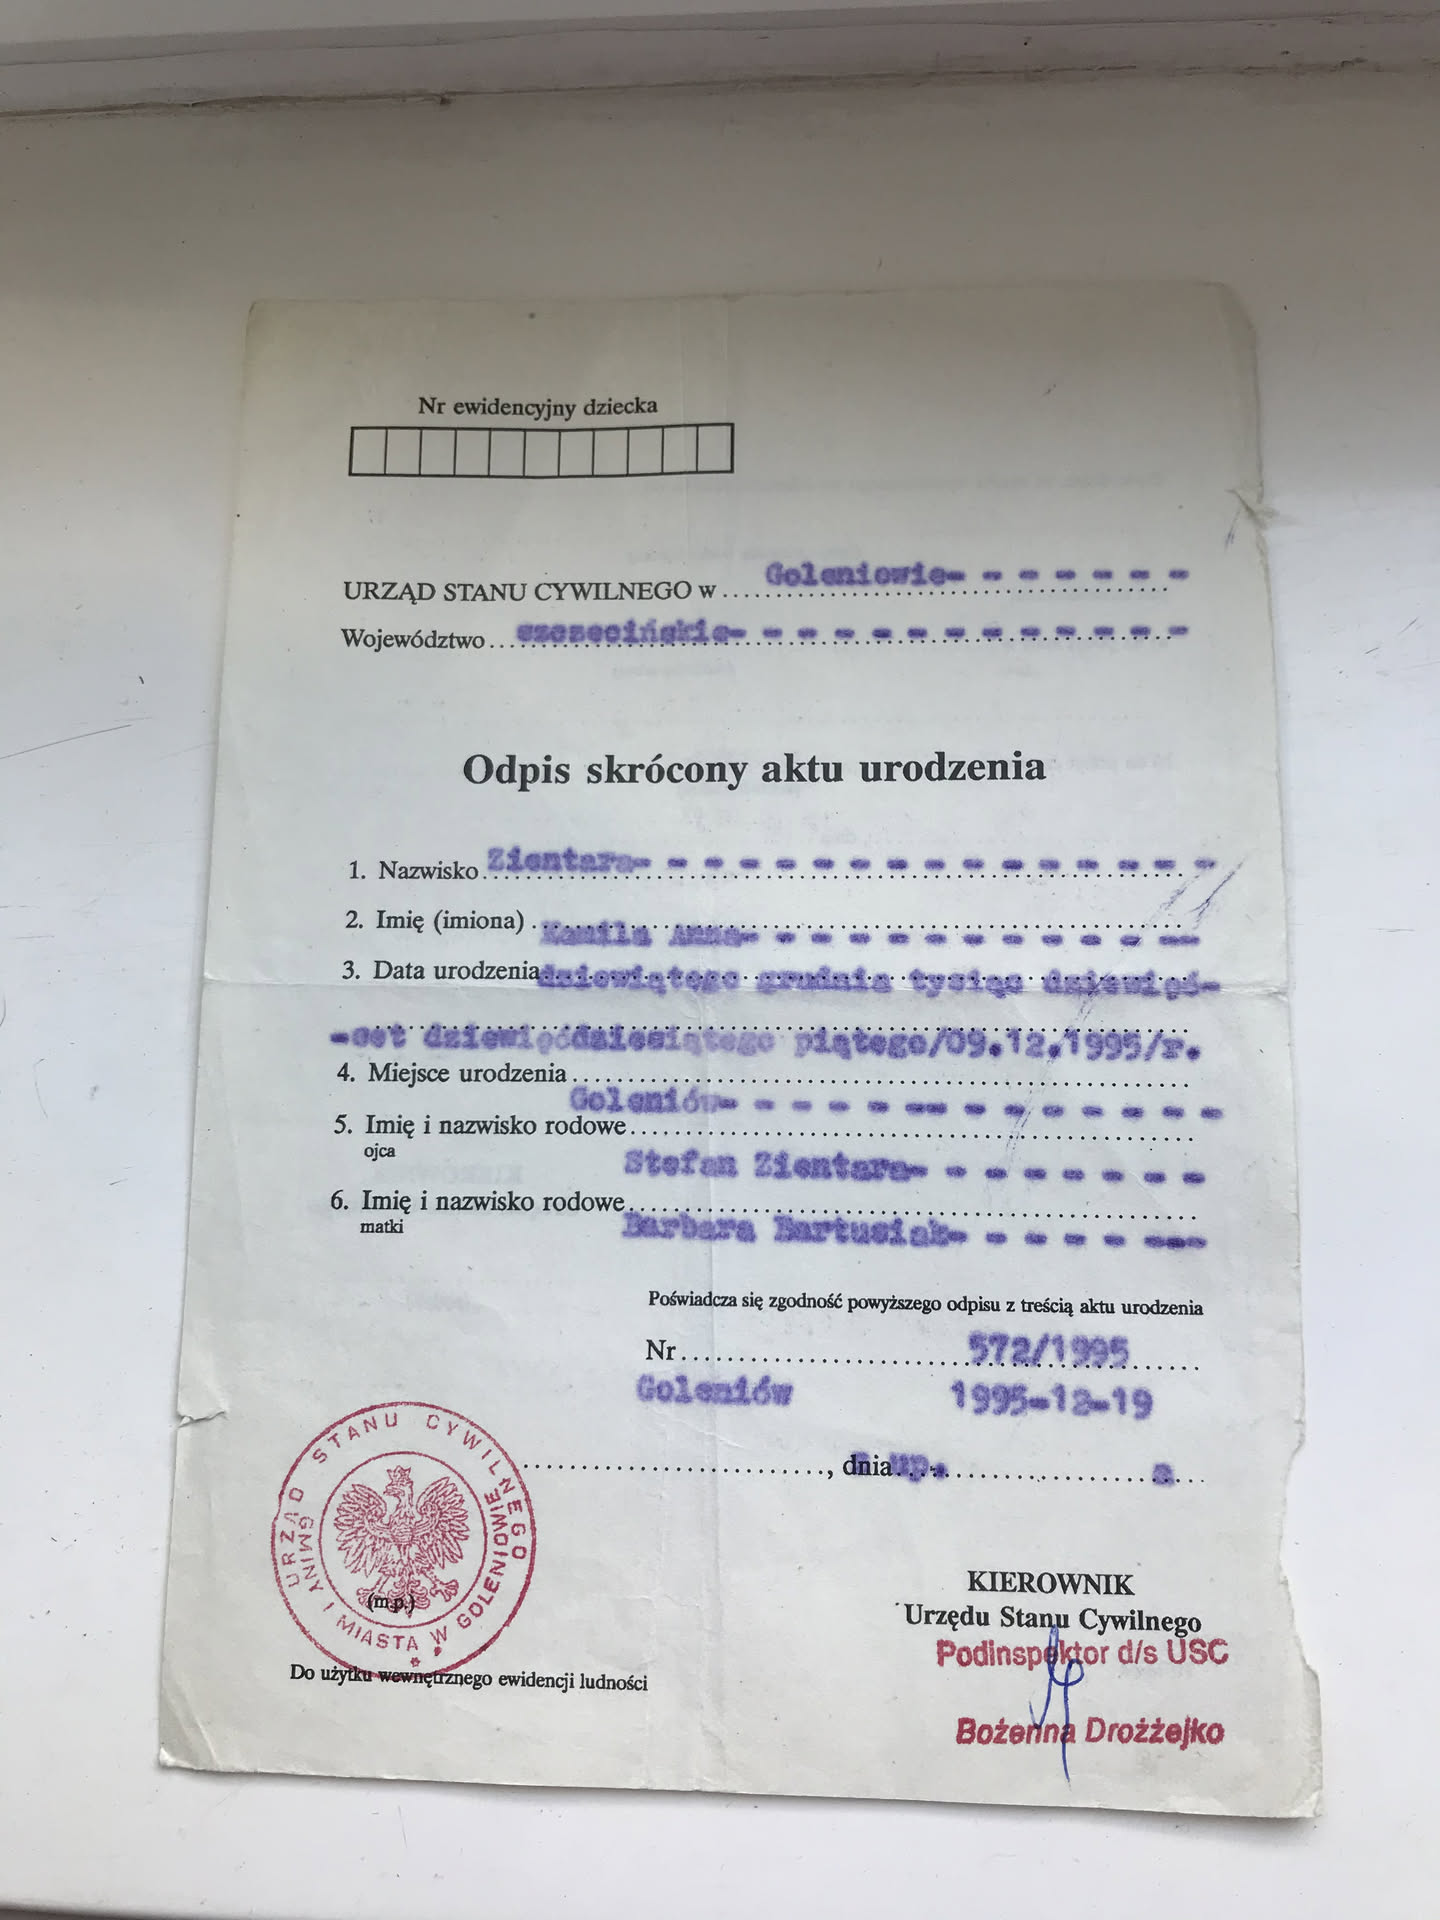 Nr ewidencyjny dziecka
URZĄD STANU CYWILNEGO w Goleniowie- - - - - - -
Województwo szczecińskie- - - - - - - - - - - - -
Odpis skrócony aktu urodzenia
1. Nazwisko Zientara- - - - - - - - - - - - - - - -
2. Imię (imiona) Kamila Anna- - - - - - - - - - - - --
3. Data urodzenia dziewiątego grudnia tysiąc dziewięć-
-set dziewięćdziesiątego piątego/09.12.1995/r.
4. Miejsce urodzenia
Goleniów- - - - - -- - - - - - - -
5. Imię i nazwisko rodowe
ojca
Stefan Zientara- - - - - - - -
6. Imię i nazwisko rodowe
matki
Barbara Bartusiak- - - - - ---
Poświadcza się zgodność powyższego odpisu z treścią aktu urodzenia
Nr 572/1995
Goleniów 1995-12-19
, dnia up. a
URZĄD STANU CYWILNEGO
GMINY I MIASTA W GOLENIOWIE
(m.p.)
KIEROWNIK
Urzędu Stanu Cywilnego
Podinspektor d/s USC
Do użytku wewnętrznego ewidencji ludności
Bożenna Drożżejko